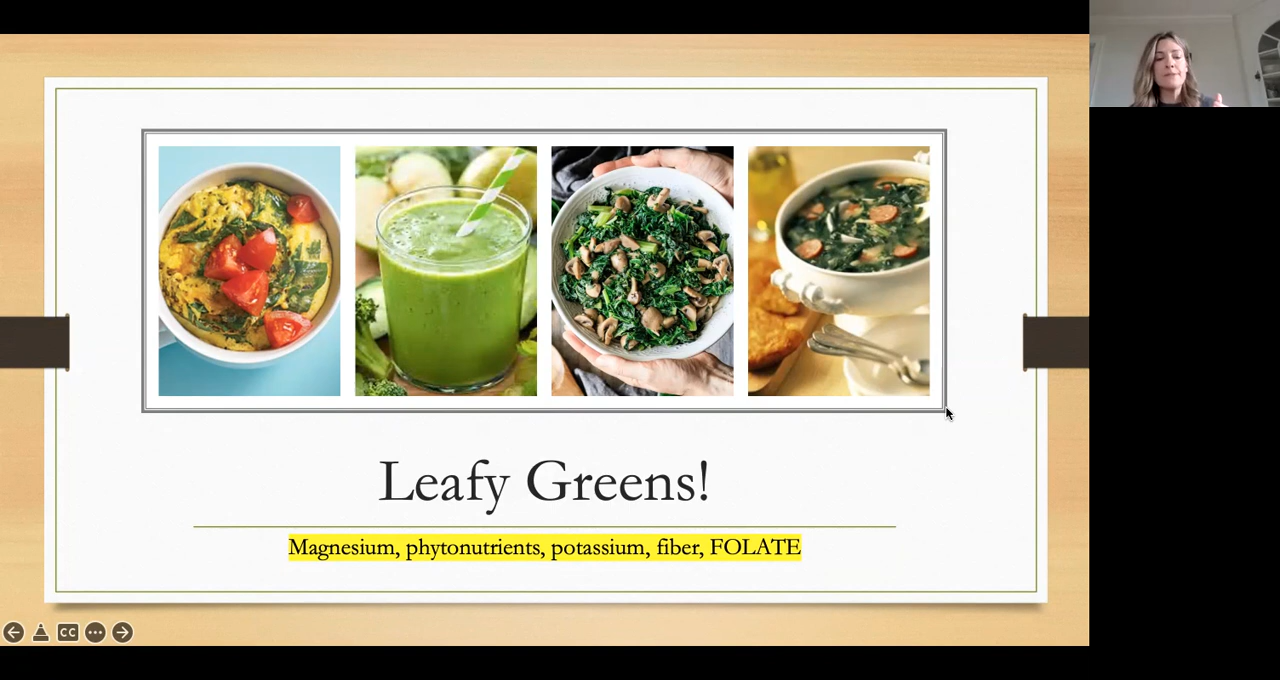 Leafy Greens!
Magnesium, phytonutrients, potassium, fiber, FOLATE
CC